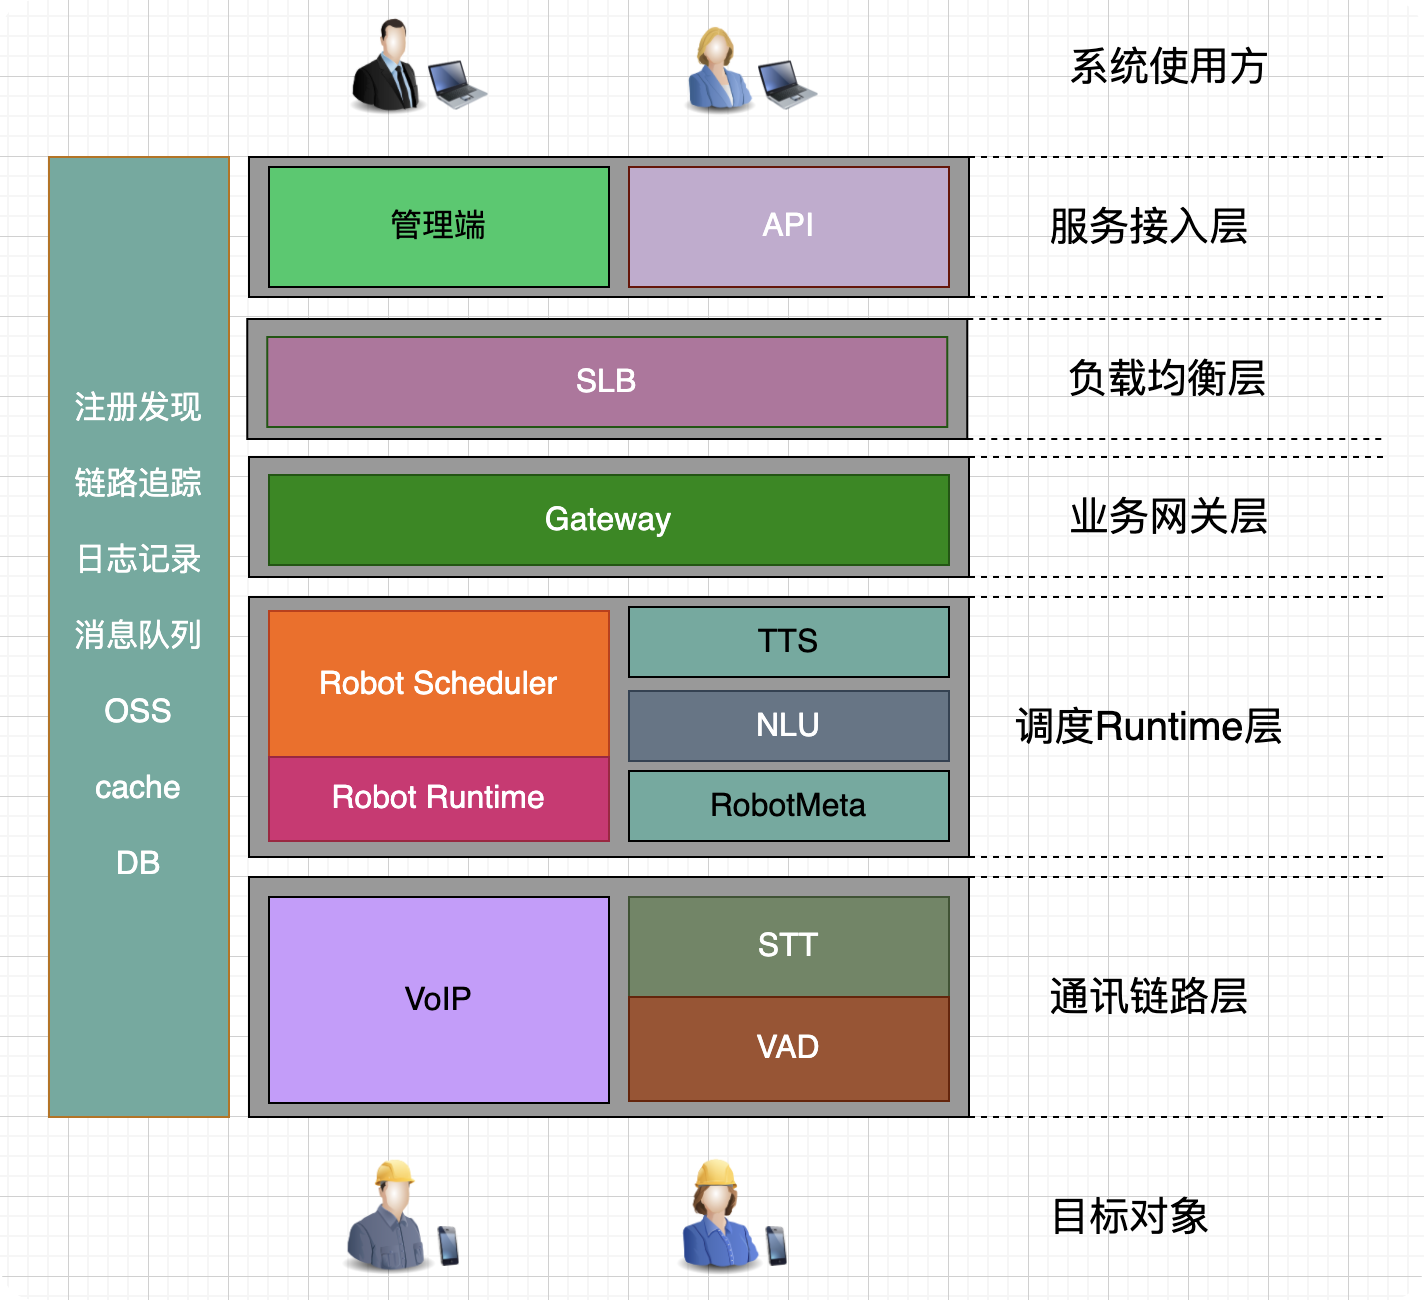 系统使用方
管理端
API
服务接入层
SLB
负载均衡层
Gateway
业务网关层
注册发现
链路追踪
日志记录
消息队列
OSS
cache
DB
Robot Scheduler
Robot Runtime
TTS
NLU
RobotMeta
调度Runtime层
VoIP
STT
VAD
通讯链路层
目标对象